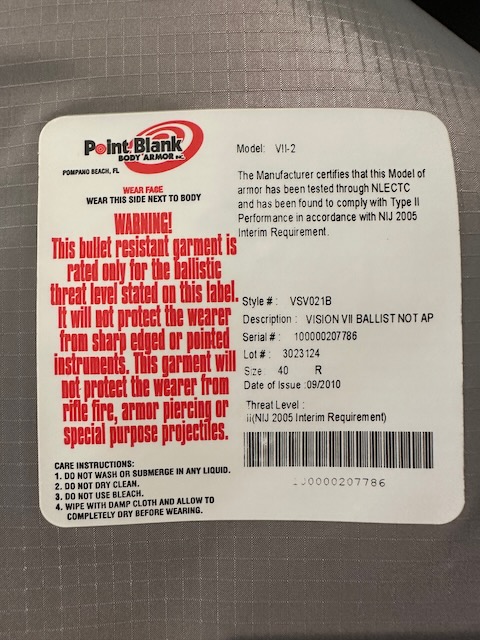 Point Blank
BODY ARMOR INC.
POMPANO BEACH, FL
WEAR FACE
WEAR THIS SIDE NEXT TO BODY
WARNING!
This bullet resistant garment is
rated only for the ballistic
threat level stated on this label.
It will not protect the wearer
from sharp edged or pointed
instruments. This garment will
not protect the wearer from
rifle fire, armor piercing or
special purpose projectiles.
CARE INSTRUCTIONS:
1. DO NOT WASH OR SUBMERGE IN ANY LIQUID.
2. DO NOT DRY CLEAN.
3. DO NOT USE BLEACH.
4. WIPE WITH DAMP CLOTH AND ALLOW TO
COMPLETELY DRY BEFORE WEARING.
Model: VII-2
The Manufacturer certifies that this Model of
armor has been tested through NLECTC
and has been found to comply with Type II
Performance in accordance with NIJ 2005
Interim Requirement.
Style # : VSV021B
Description : VISION VII BALLIST NOT AP
Serial# : 100000207786
Lot # : 3023124
Size 40 R
Date of Issue :09/2010
Threat Level :
II(NIJ 2005 Interim Requirement)
100000207786